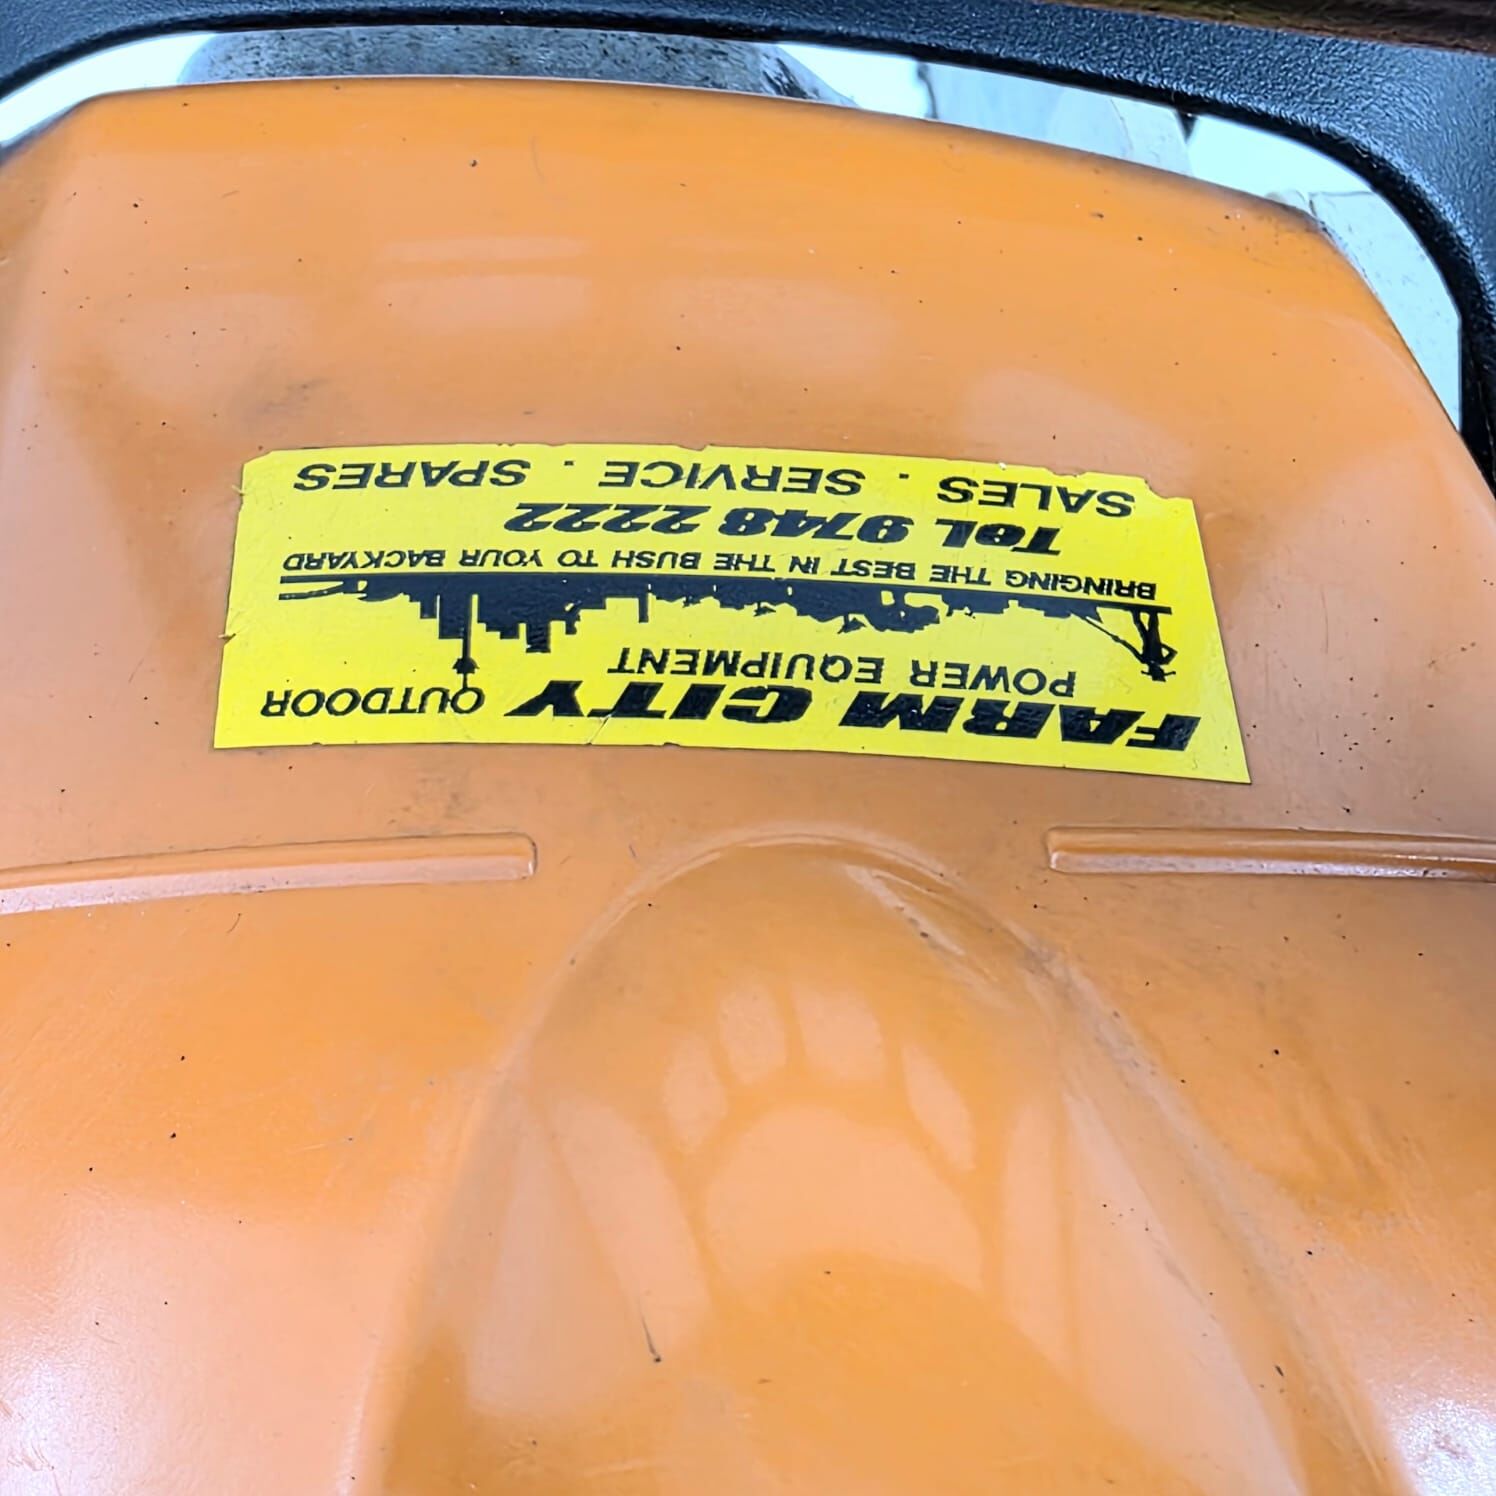 FARM CITY OUTDOOR
POWER EQUIPMENT
BRINGING THE BEST IN THE BUSH TO YOUR BACKYARD
TeL 9748 2222
SALES . SERVICE . SPARES